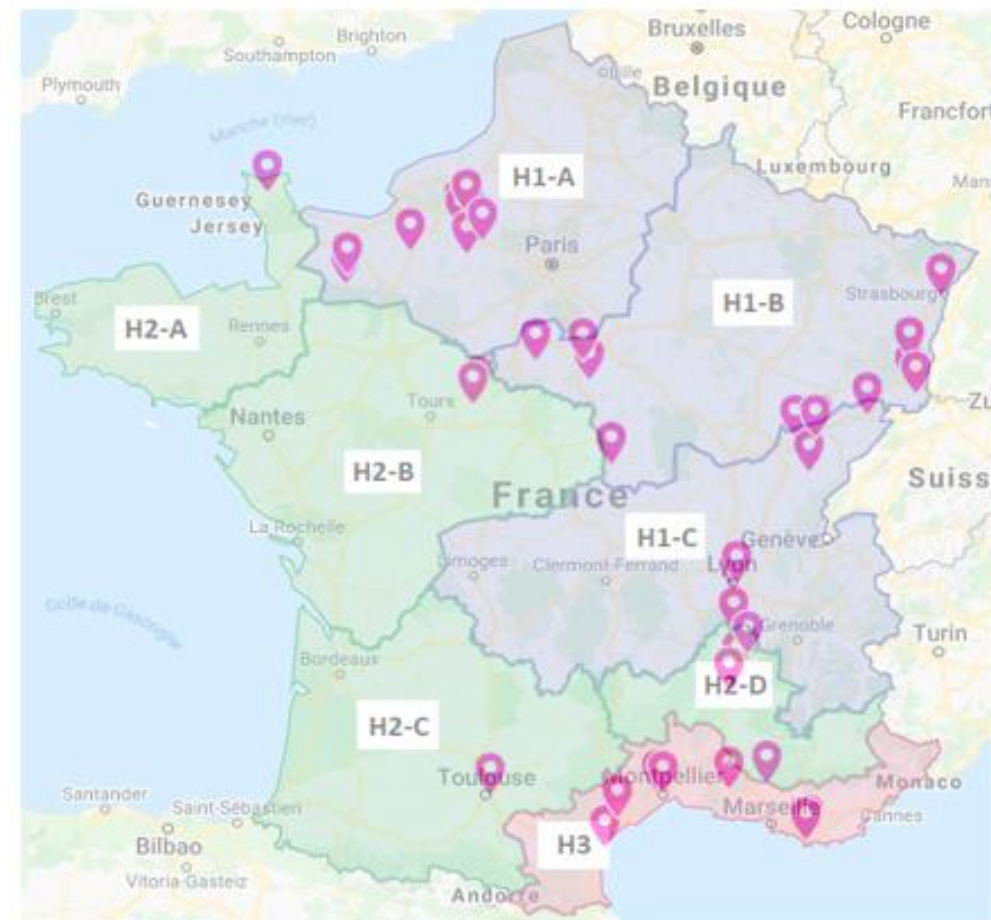 Bruxelles
Cologne
Brighton
Southampton
Lille
Plymouth
Belgique
Francfort
Manche (mer)
Luxembourg
H1-A
Guernesey
Jersey
Paris
Strasbourg
H1-B
Brest
Rennes
H2-A
Nantes
Tours
H2-B
Suiss
France
La Rochelle
H1-C
Genève
Limoges
Clermont-Ferrand
Lyon
Golfe de Gascogne
Grenoble
Turin
Bordeaux
H2-D
H2-C
Toulouse
Montpellier
Monaco
Santander
Saint-Sébastien
Marseille
Cannes
Bilbao
H3
Vitoria-Gasteiz
Andorre